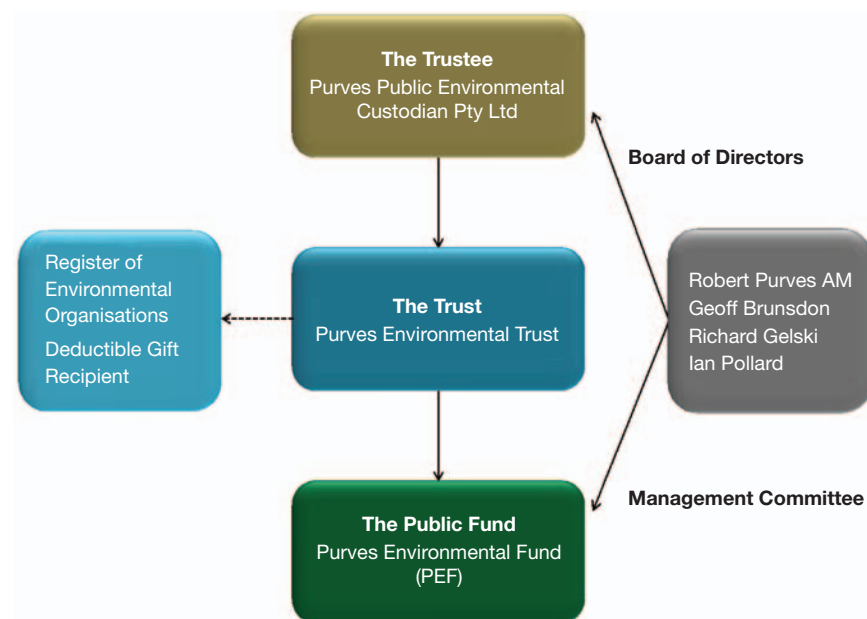 The Trustee
Purves Public Environmental
Custodian Pty Ltd
Board of Directors
Register of
Environmental
Organisations
Deductible Gift
Recipient
The Trust
Purves Environmental Trust
Robert Purves AM
Geoff Brunsdon
Richard Gelski
Ian Pollard
Management Committee
The Public Fund
Purves Environmental Fund
(PEF)